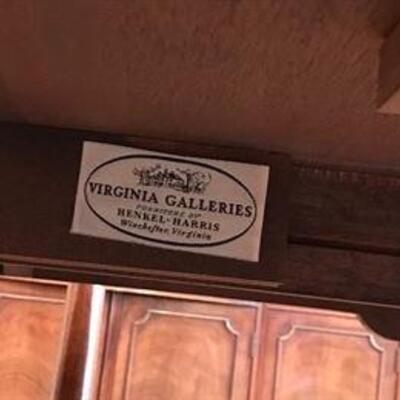 VIRGINIA GALLERIES
FURNITURE BY
HENKEL-HARRIS
Winchester, Virginia